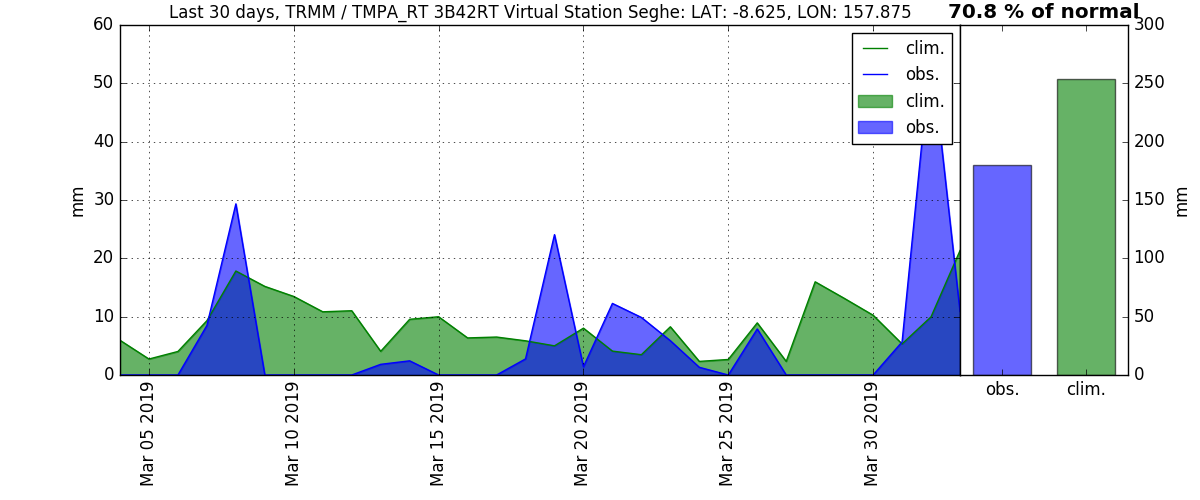 Last 30 days, TRMM / TMPA_RT 3B42RT Virtual Station Seghe: LAT: -8.625, LON: 157.875
70.8 % of normal
60
50
40
30
20
10
0
mm
clim.
obs.
clim.
obs.
300
250
200
150
100
50
0
mm
Mar 05 2019
Mar 10 2019
Mar 15 2019
Mar 20 2019
Mar 25 2019
Mar 30 2019
obs.
clim.